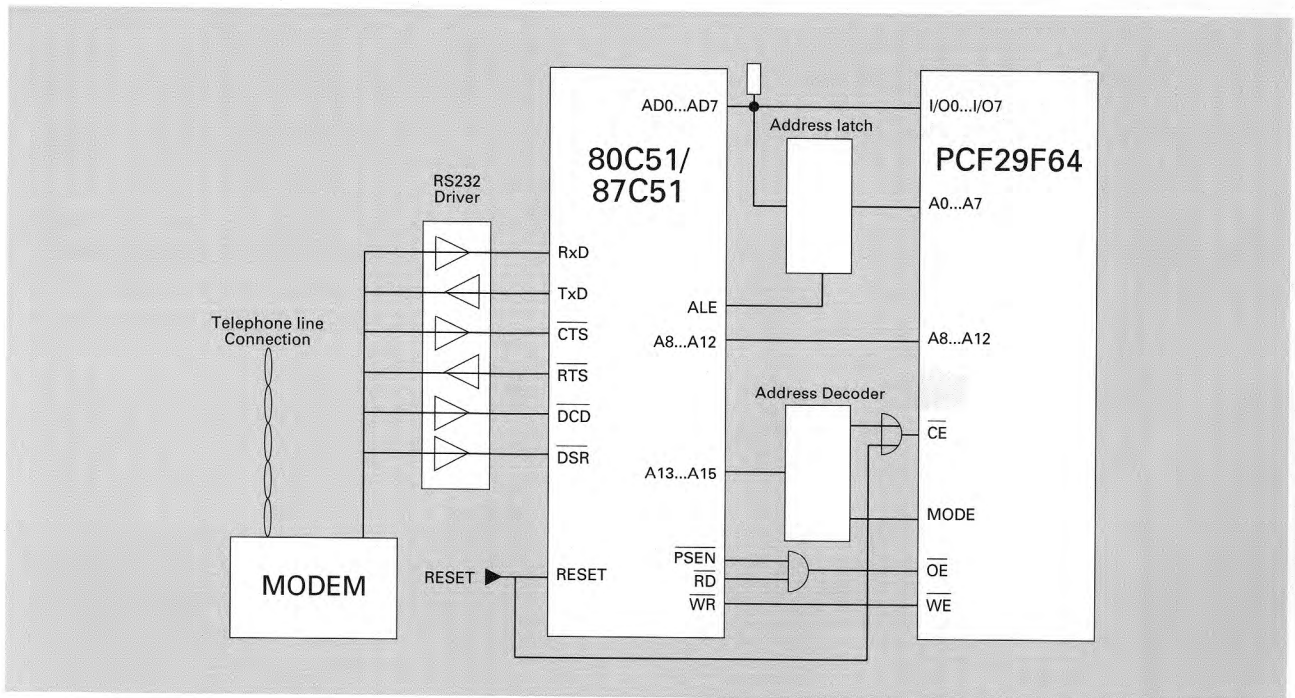 AD0...AD7
80C51/
87C51
I/O0...I/O7
Address latch
PCF29F64
RS232
Driver
A0...A7
RxD
TxD
ALE
Telephone line
Connection
CTS
A8...A12
A8...A12
RTS
Address Decoder
DCD
CE
DSR
A13...A15
MODE
PSEN
MODEM
RESET
RESET
RD
OE
WR
WE